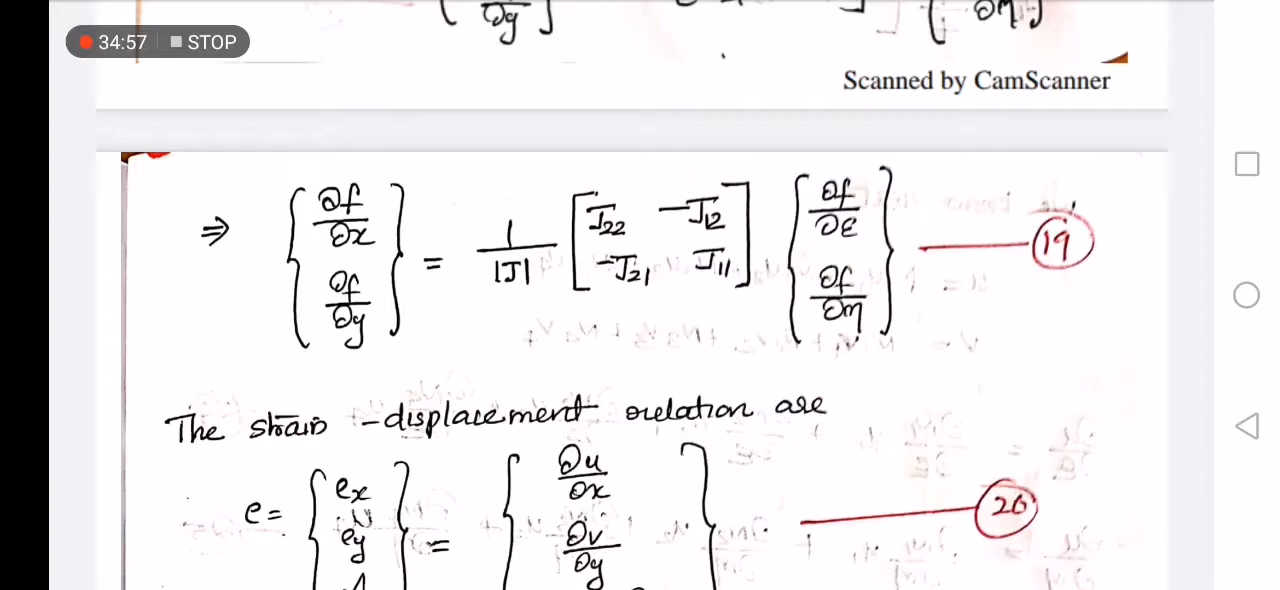 ∂y
∂η
34:57 STOP
Scanned by CamScanner
⇒ {∂f/∂x ∂f/∂y} = 1/|J| [J22 -J12 -J21 J11] {∂f/∂ε ∂f/∂η} 19
The strain -displacement relation are
e = {ex ey = {∂u/∂x ∂v/∂y } 20